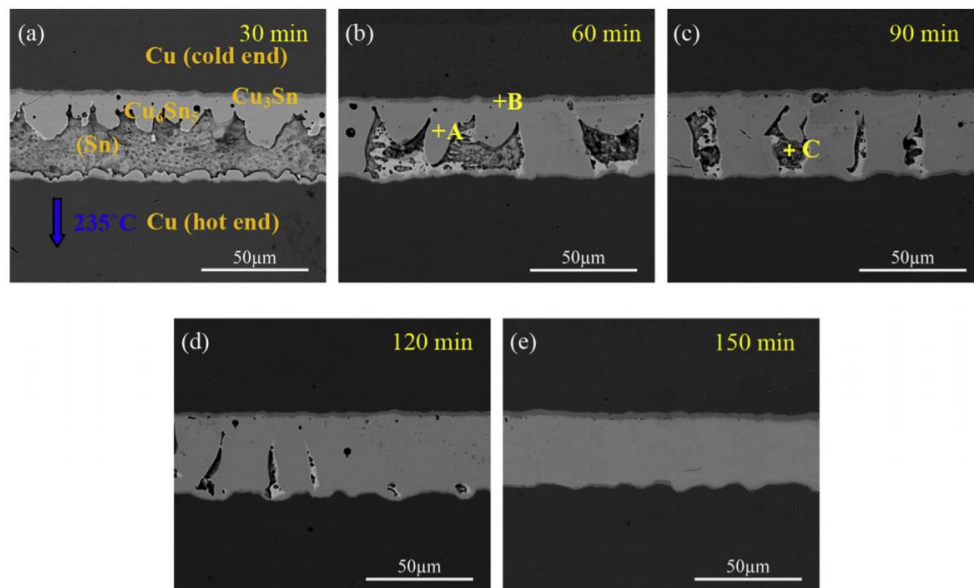 (a) 30 min
Cu (cold end)
Cu₃Sn
Cu₆Sn₅
(Sn)
235°C Cu (hot end)
50μm
(b) 60 min
+B
+A
50μm
(c) 90 min
+ C
50μm
(d) 120 min
50μm
(e) 150 min
50μm